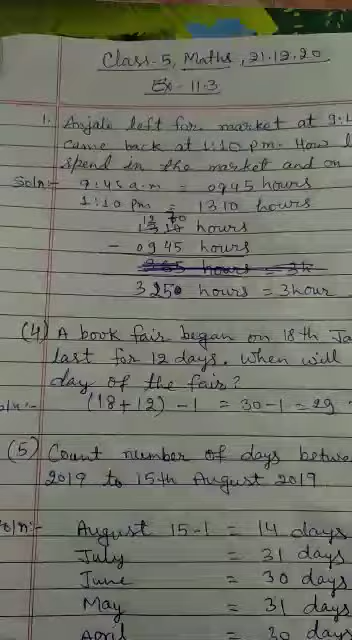 Class-5, Maths, 21.12.20
Ex-11.3
1. Anjali left for market at 9:4
came back at 1:10 pm. How l
spend in the market and on
Soln:- 9:45 a.m = 0945 hours
1:10 pm = 1310 hours
12 70
1310 hours
- 0945 hours
325 hours = 3hour
(4) A book fair began on 18th Ja
last for 12 days. When will
day of the fair?
oln:- (18+12)-1 = 30-1 = 29
(5) Count number of days betwe
2019 to 15th August 2019.
oln:- August 15-1 = 14 days
July = 31 days
June = 30 days
May = 31 days
April = 30 days